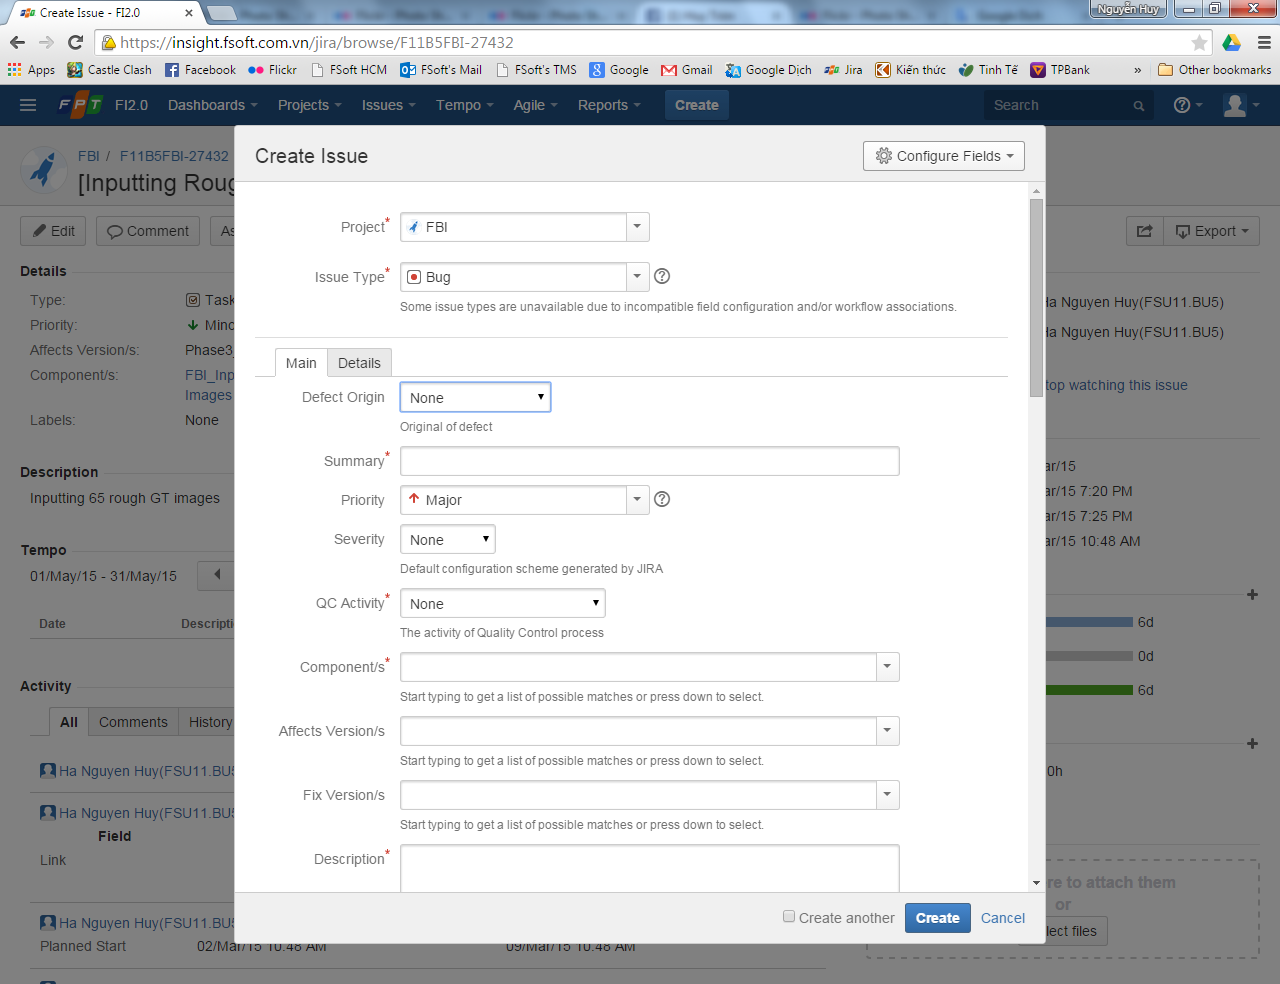 Create Issue - FI2.0
Nguyễn Huy
https://insight.fsoft.com.vn/jira/browse/F11B5FBI-27432
Apps Castle Clash Facebook Flickr FSoft HCM FSoft's Mail FSoft's TMS Google Gmail Google Dịch Jira Kiến thức Tinh Tế TPBank » Other bookmarks
FPT FI2.0 Dashboards Projects Issues Tempo Agile Reports Create Search
FBI / F11B5FBI-27432
[Inputting Roug
Create Issue
Configure Fields
Edit Comment As
Export
Project* FBI
Details
Issue Type* Bug
Type: Task
Some issue types are unavailable due to incompatible field configuration and/or workflow associations.
Ha Nguyen Huy(FSU11.BU5)
Priority: Mino
Ha Nguyen Huy(FSU11.BU5)
Affects Version/s: Phase3_
Main Details
Component/s: FBI_Inp
Images
top watching this issue
Labels: None
Defect Origin None
Original of defect
Summary*
Description
ar/15
Inputting 65 rough GT images
Priority Major
ar/15 7:20 PM
ar/15 7:25 PM
Severity None
ar/15 10:48 AM
Tempo
Default configuration scheme generated by JIRA
01/May/15 - 31/May/15
QC Activity* None
Date Descripti
The activity of Quality Control process
6d
0d
6d
Component/s*
Start typing to get a list of possible matches or press down to select.
Activity
All Comments History
Affects Version/s
Start typing to get a list of possible matches or press down to select.
Ha Nguyen Huy(FSU11.BU5
0h
Fix Version/s
Start typing to get a list of possible matches or press down to select.
Ha Nguyen Huy(FSU11.BU5
Field
Link
Description*
re to attach them
or
lect files
Create another Create Cancel
Ha Nguyen Huy(FSU11.BU5
Planned Start 02/Mar/15 10:48 AM 09/Mar/15 10:48 AM